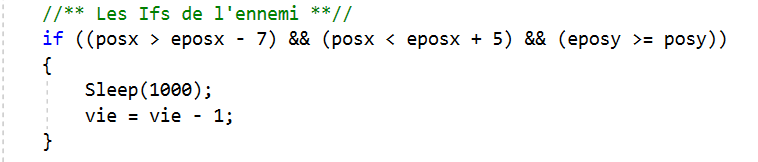 //** Les Ifs de l'ennemi **//
if ((posx > eposx - 7) && (posx < eposx + 5) && (eposy >= posy))
{
Sleep(1000);
vie = vie - 1;
}